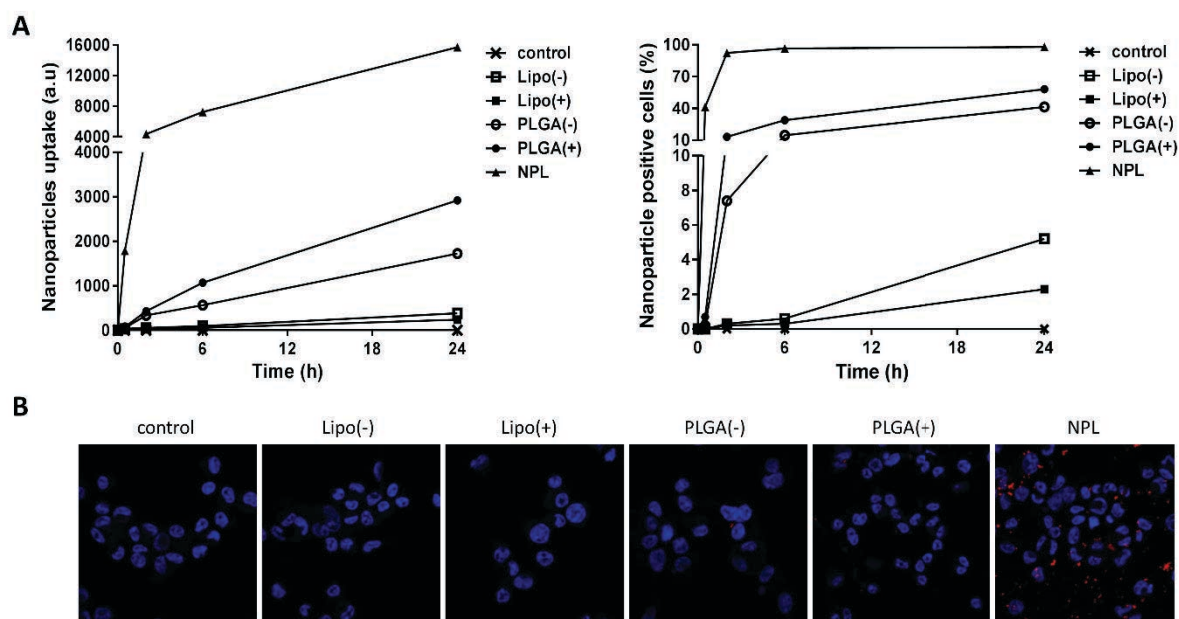 A
Nanoparticles uptake (a.u)
16000
12000
8000
4000
4000
3000
2000
1000
0
0 6 12 18 24
Time (h)
control
Lipo(-)
Lipo(+)
PLGA(-)
PLGA(+)
NPL
Nanoparticle positive cells (%)
100
70
40
10
10
8
6
4
2
0
0 6 12 18 24
Time (h)
control
Lipo(-)
Lipo(+)
PLGA(-)
PLGA(+)
NPL
B
control Lipo(-) Lipo(+) PLGA(-) PLGA(+) NPL